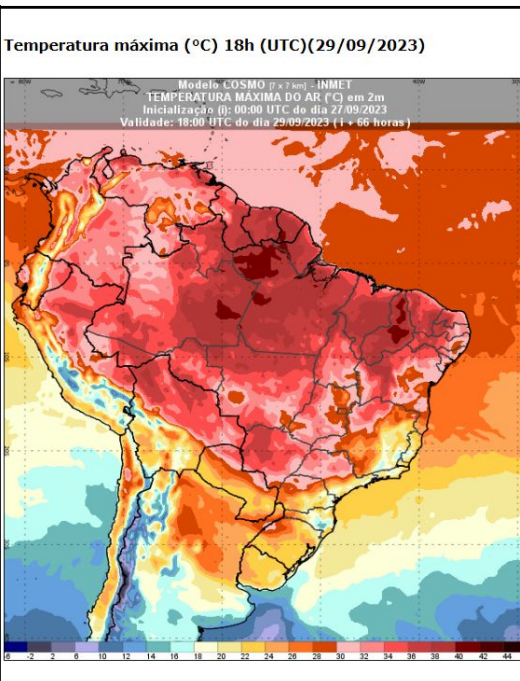 Temperatura máxima (ºC) 18h (UTC)(29/09/2023)
Modelo COSMO [7 x 7 km] - INMET
TEMPERATURA MÁXIMA DO AR (°C) em 2m
Inicialização (i): 00:00 UTC do dia 27/09/2023
Validade: 18:00 UTC do dia 29/09/2023 ( i + 66 horas )
-6 -2 2 6 10 12 14 16 18 20 22 24 26 28 30 32 34 36 38 40 42 44